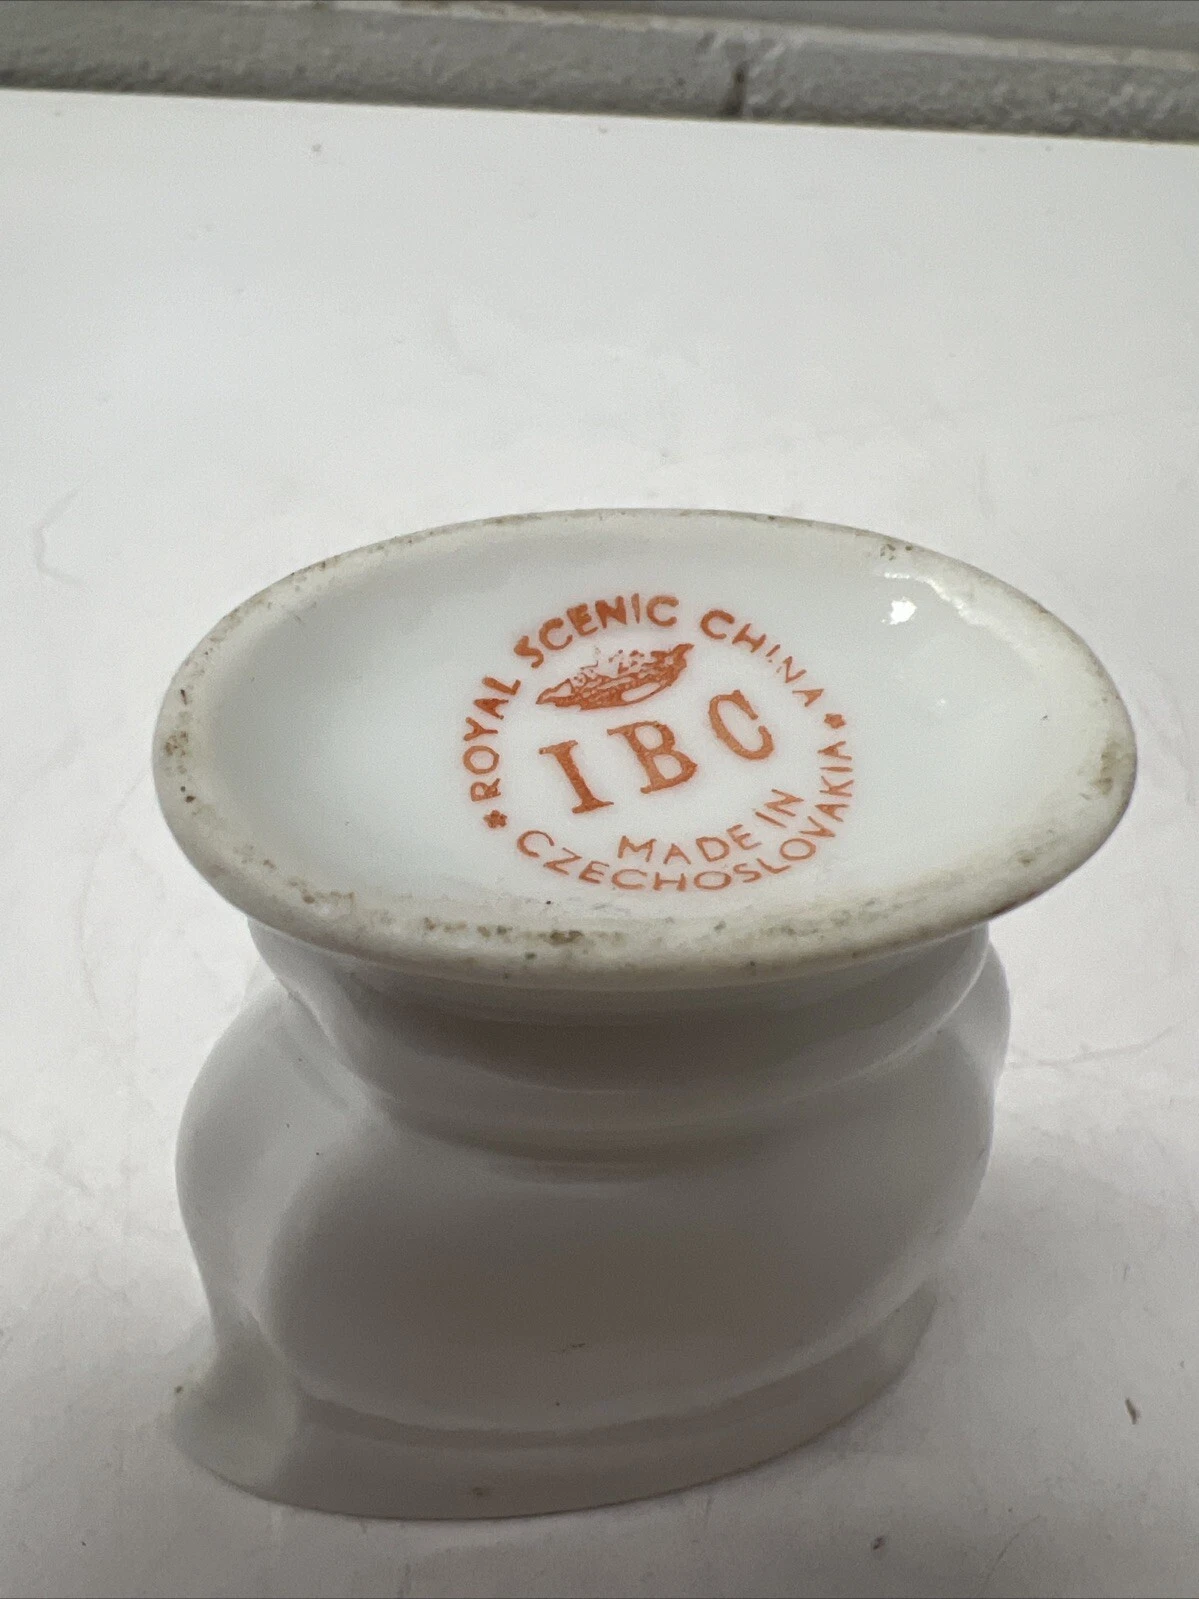 * ROYAL SCENIC CHINA *
IBC
MADE IN
CZECHOSLOVAKIA